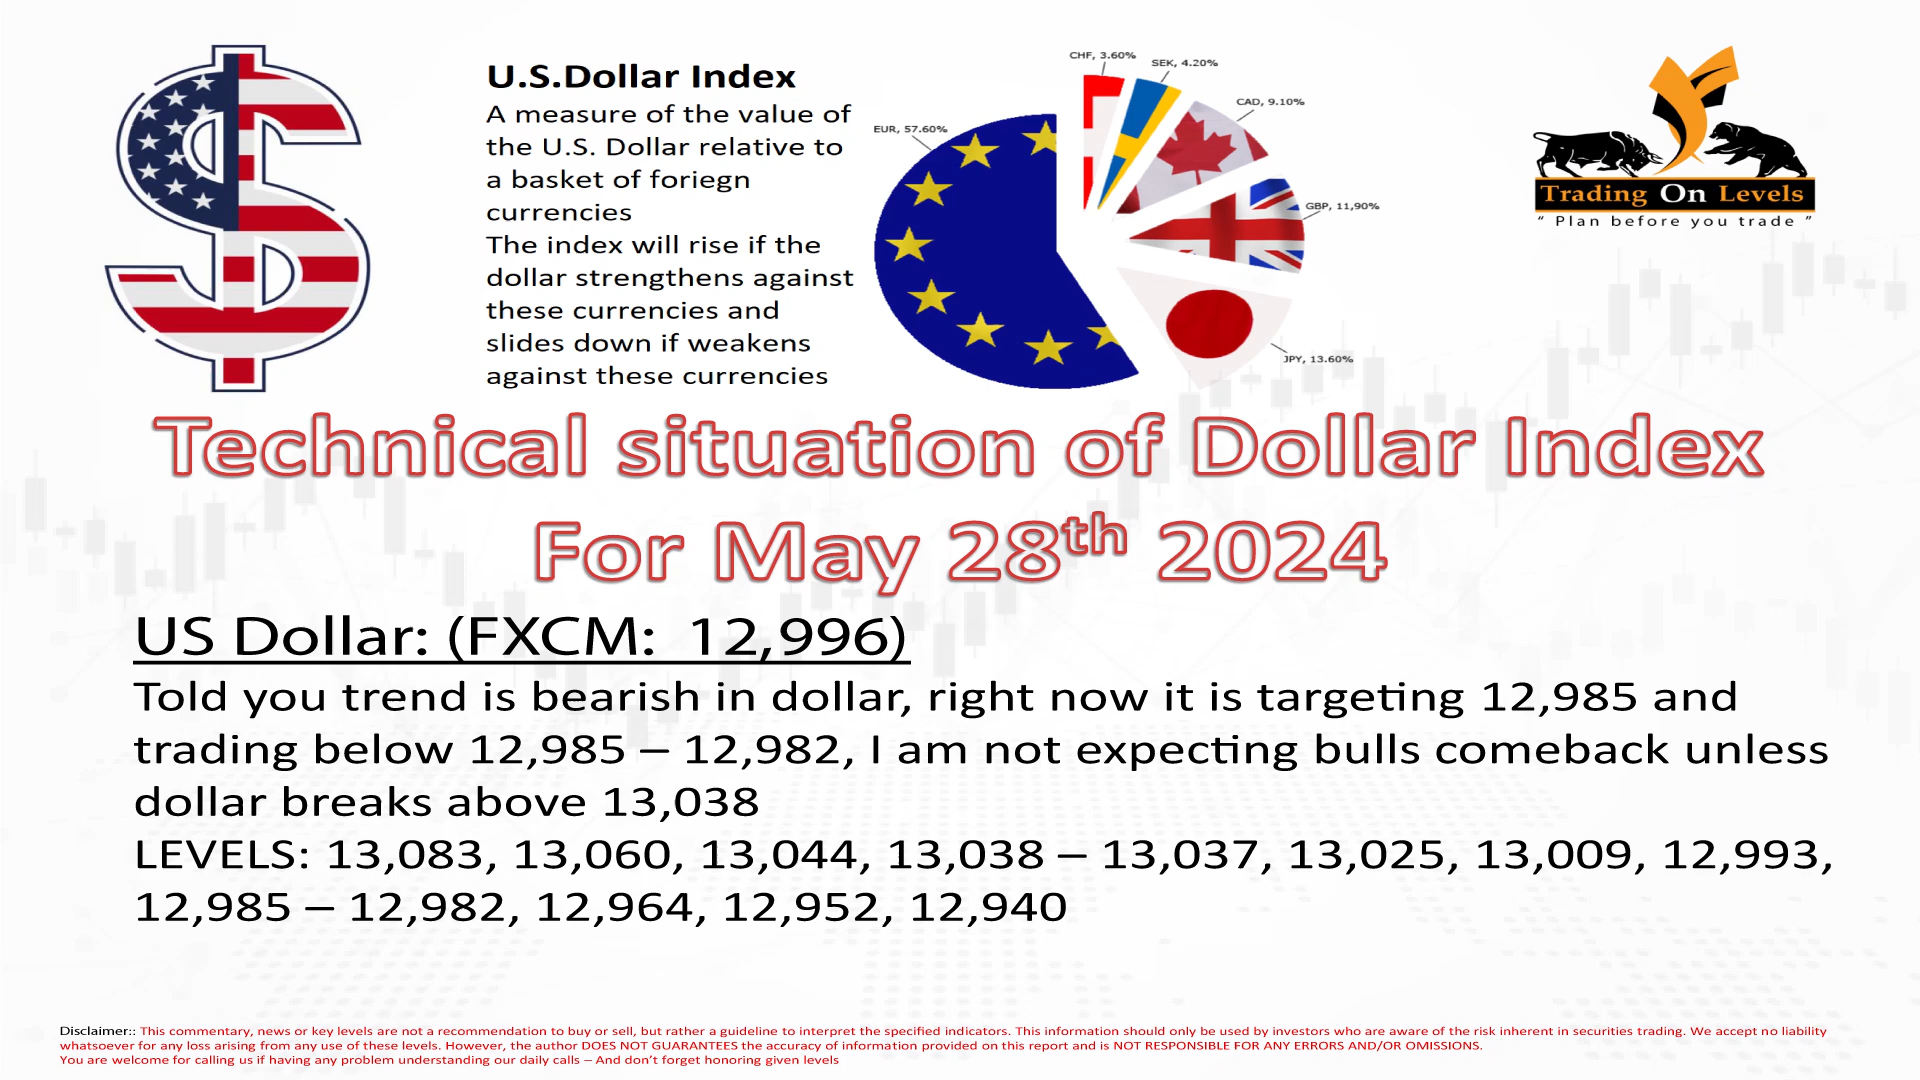 U.S.Dollar Index
A measure of the value of
the U.S. Dollar relative to
a basket of foriegn
currencies
The index will rise if the
dollar strengthens against
these currencies and
slides down if weakens
against these currencies
CHF, 3.60%
SEK, 4.20%
CAD, 9.10%
EUR, 57.60%
GBP, 11,90%
JPY, 13.60%
Trading On Levels
“ Plan before you trade ”
Technical situation of Dollar Index
For May 28th 2024
US Dollar: (FXCM: 12,996)
Told you trend is bearish in dollar, right now it is targeting 12,985 and
trading below 12,985 – 12,982, I am not expecting bulls comeback unless
dollar breaks above 13,038
LEVELS: 13,083, 13,060, 13,044, 13,038 – 13,037, 13,025, 13,009, 12,993,
12,985 – 12,982, 12,964, 12,952, 12,940
Disclaimer:: This commentary, news or key levels are not a recommendation to buy or sell, but rather a guideline to interpret the specified indicators. This information should only be used by investors who are aware of the risk inherent in securities trading. We accept no liability
whatsoever for any loss arising from any use of these levels. However, the author DOES NOT GUARANTEES the accuracy of information provided on this report and is NOT RESPONSIBLE FOR ANY ERRORS AND/OR OMISSIONS.
You are welcome for calling us if having any problem understanding our daily calls – And don’t forget honoring given levels